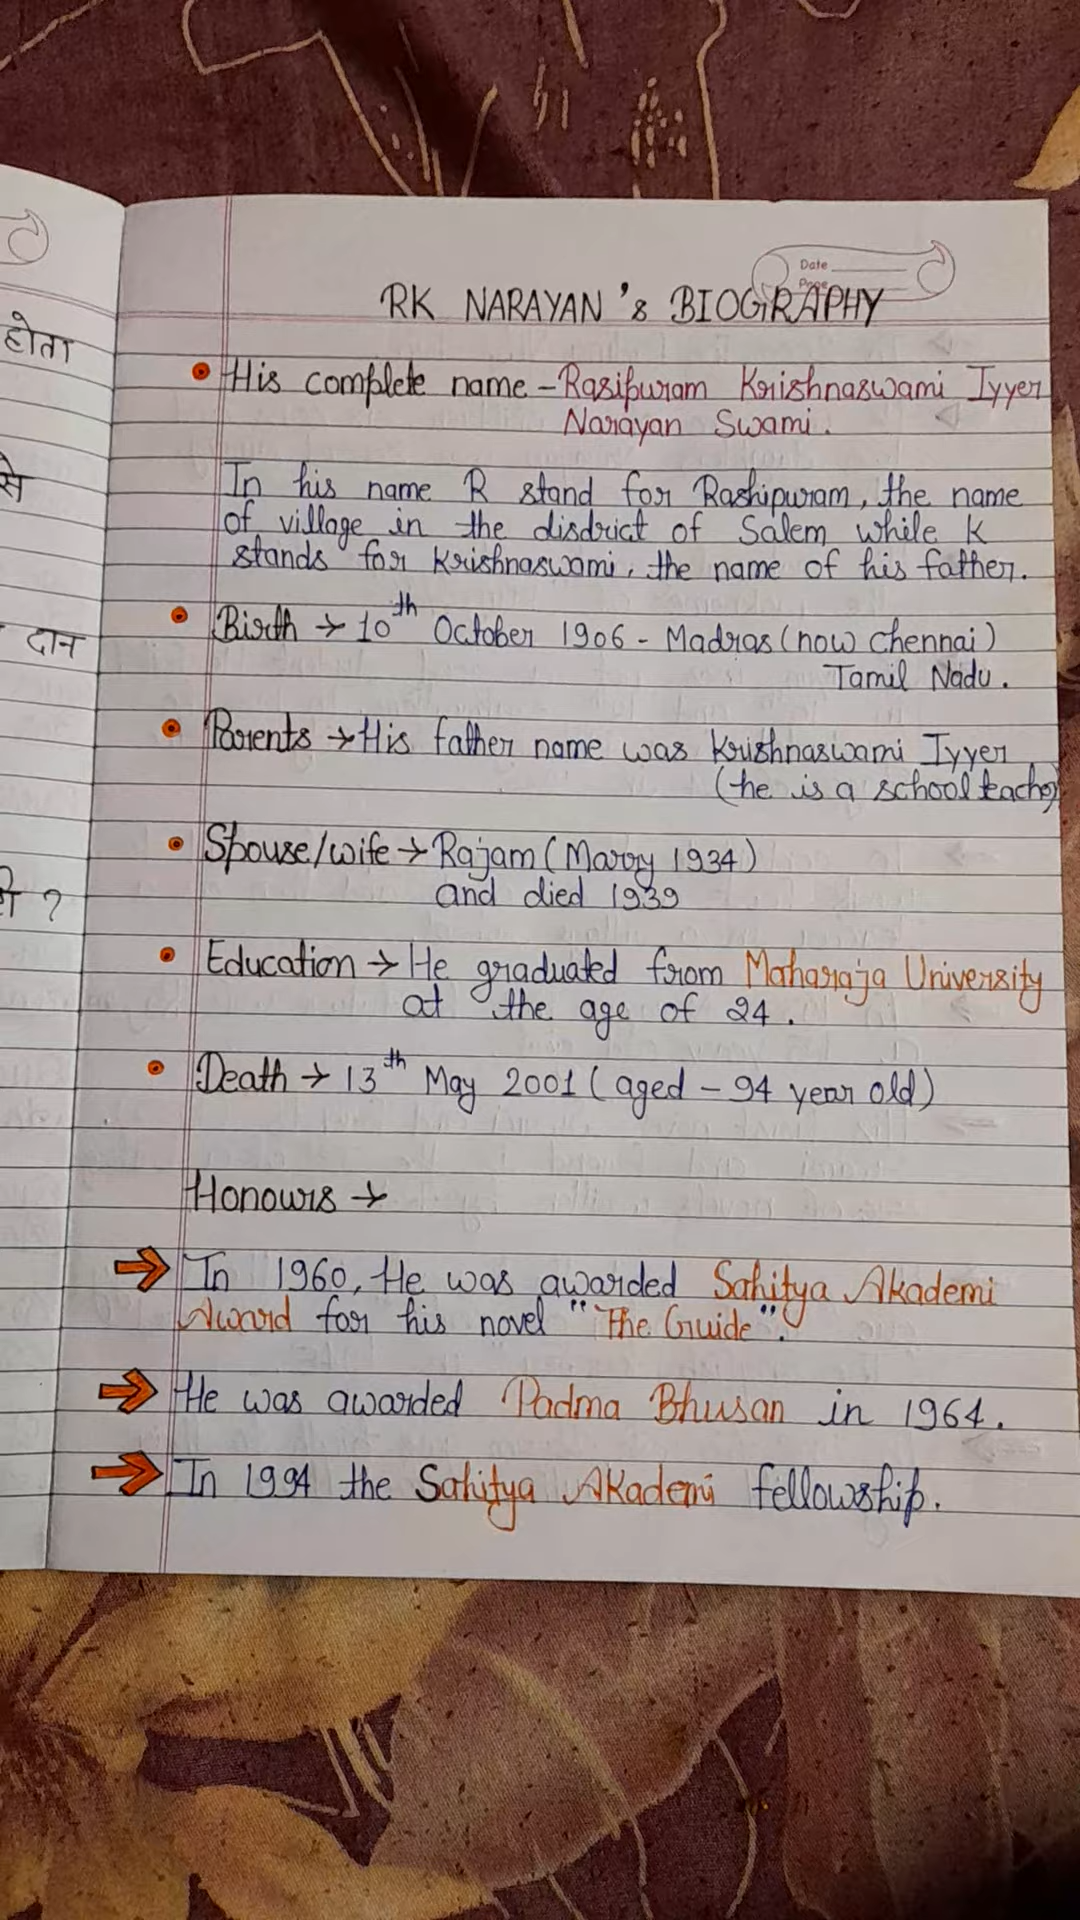 होता
से
दान
?
Date
Page
RK NARAYAN 's BIOGRAPHY
His complete name - Rasipuram Krishnaswami Iyyer
Narayan Swami.
In his name R stand for Rashipuram, the name
of village in the disdrict of Salem while K
stands for Krishnaswami, the name of his father.
Birth → 10th October 1906 - Madras (now chennai)
Tamil Nadu.
Parents → His father name was Krishnaswami Iyyer
(he is a school teacher)
Spouse/wife → Rajam (Marry 1934)
and died 1939
Education → He graduated from Maharaja University
at the age of 24.
Death → 13th May 2001 (aged - 94 year old)
Honours →
→ In 1960, He was awarded Sahitya Akademi
Award for his novel "The Guide".
→ He was awarded Padma Bhusan in 1964.
→ In 1994 the Sahitya Akademi fellowship.